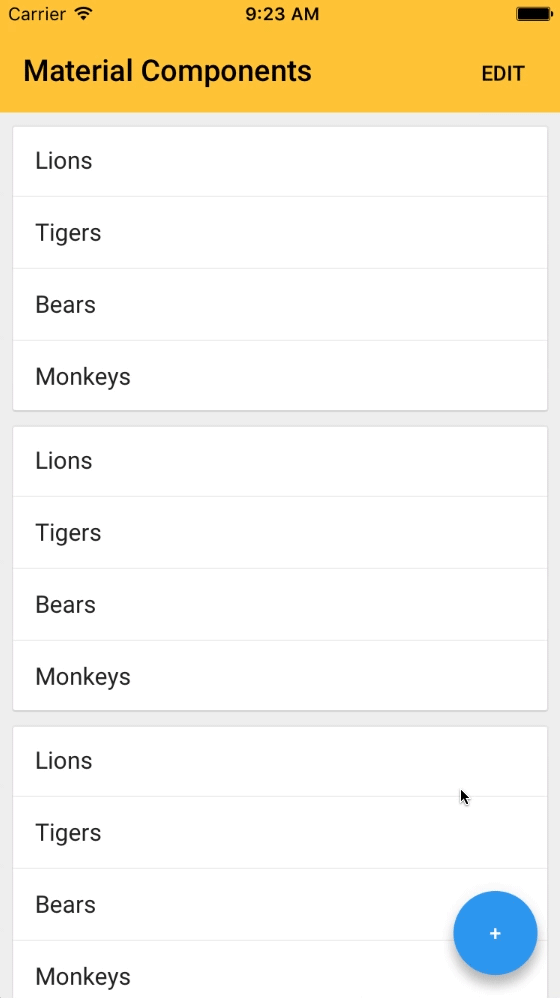 Carrier 9:23 AM
Material Components EDIT
Lions
Tigers
Bears
Monkeys
Lions
Tigers
Bears
Monkeys
Lions
Tigers
Bears
+
Monkeys